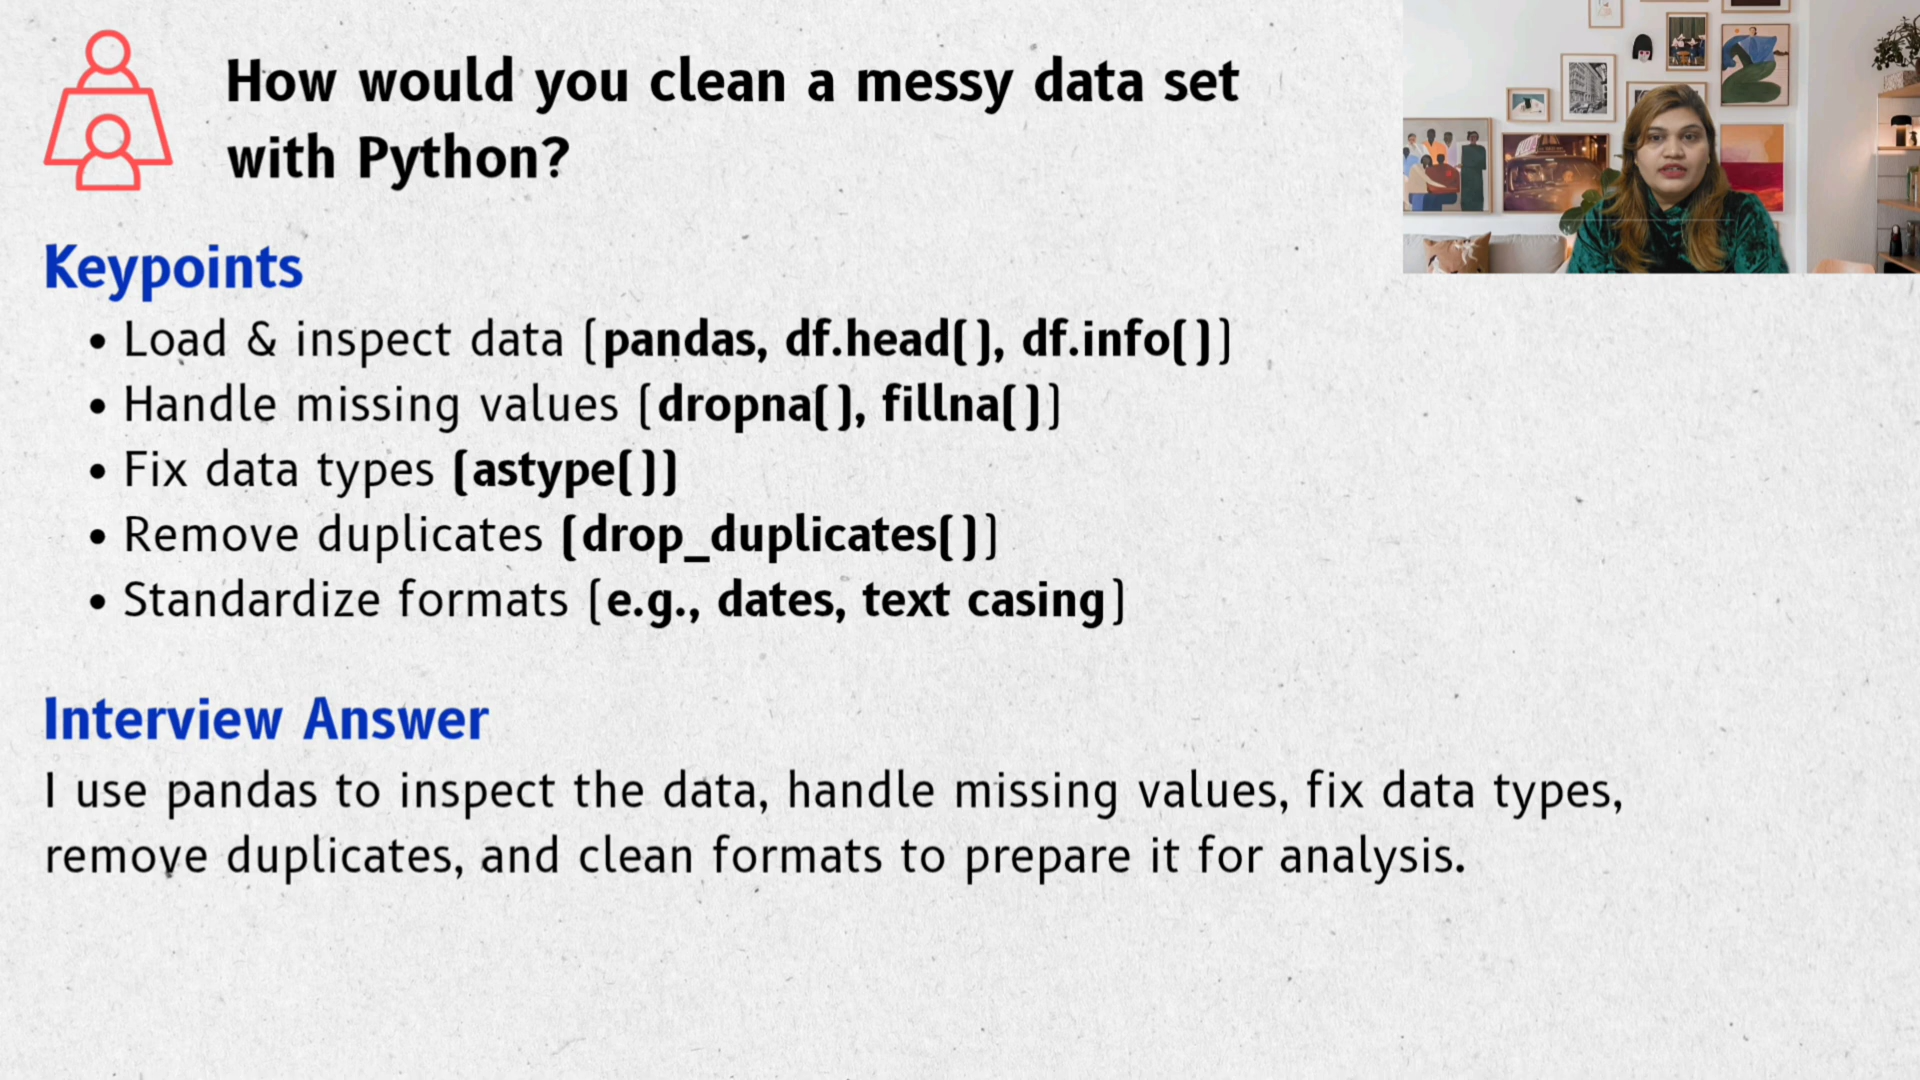 How would you clean a messy data set
with Python?
Keypoints
• Load & inspect data (pandas, df.head(), df.info())
• Handle missing values (dropna(), fillna())
• Fix data types (astype())
• Remove duplicates (drop_duplicates())
• Standardize formats (e.g., dates, text casing)
Interview Answer
I use pandas to inspect the data, handle missing values, fix data types,
remove duplicates, and clean formats to prepare it for analysis.